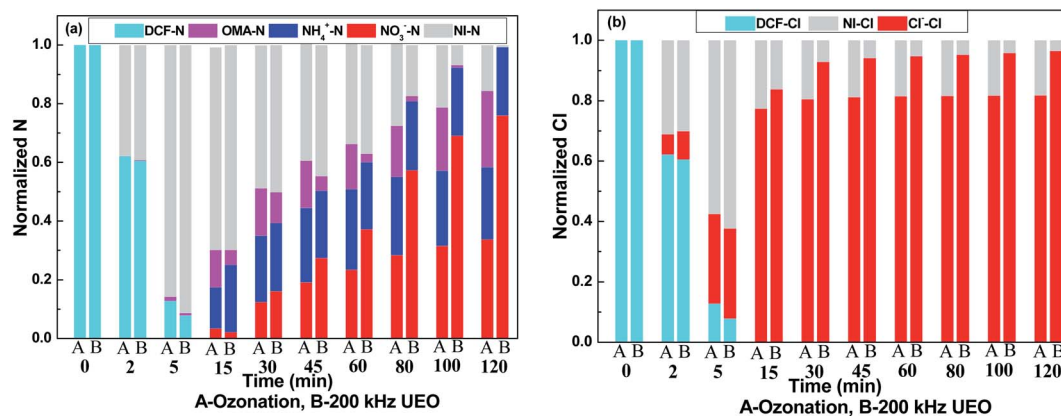 (a)
DCF-N OMA-N NH₄⁺-N NO₃⁻-N NI-N
Normalized N
1.0
0.8
0.6
0.4
0.2
0.0
A B A B A B A B A B A B A B A B A B A B
0 2 5 15 30 45 60 80 100 120
Time (min)
A-Ozonation, B-200 kHz UEO
(b)
DCF-Cl NI-Cl Cl⁻-Cl
Normalized Cl
1.0
0.8
0.6
0.4
0.2
0.0
A B A B A B A B A B A B A B A B A B A B
0 2 5 15 30 45 60 80 100 120
Time (min)
A-Ozonation, B-200 kHz UEO